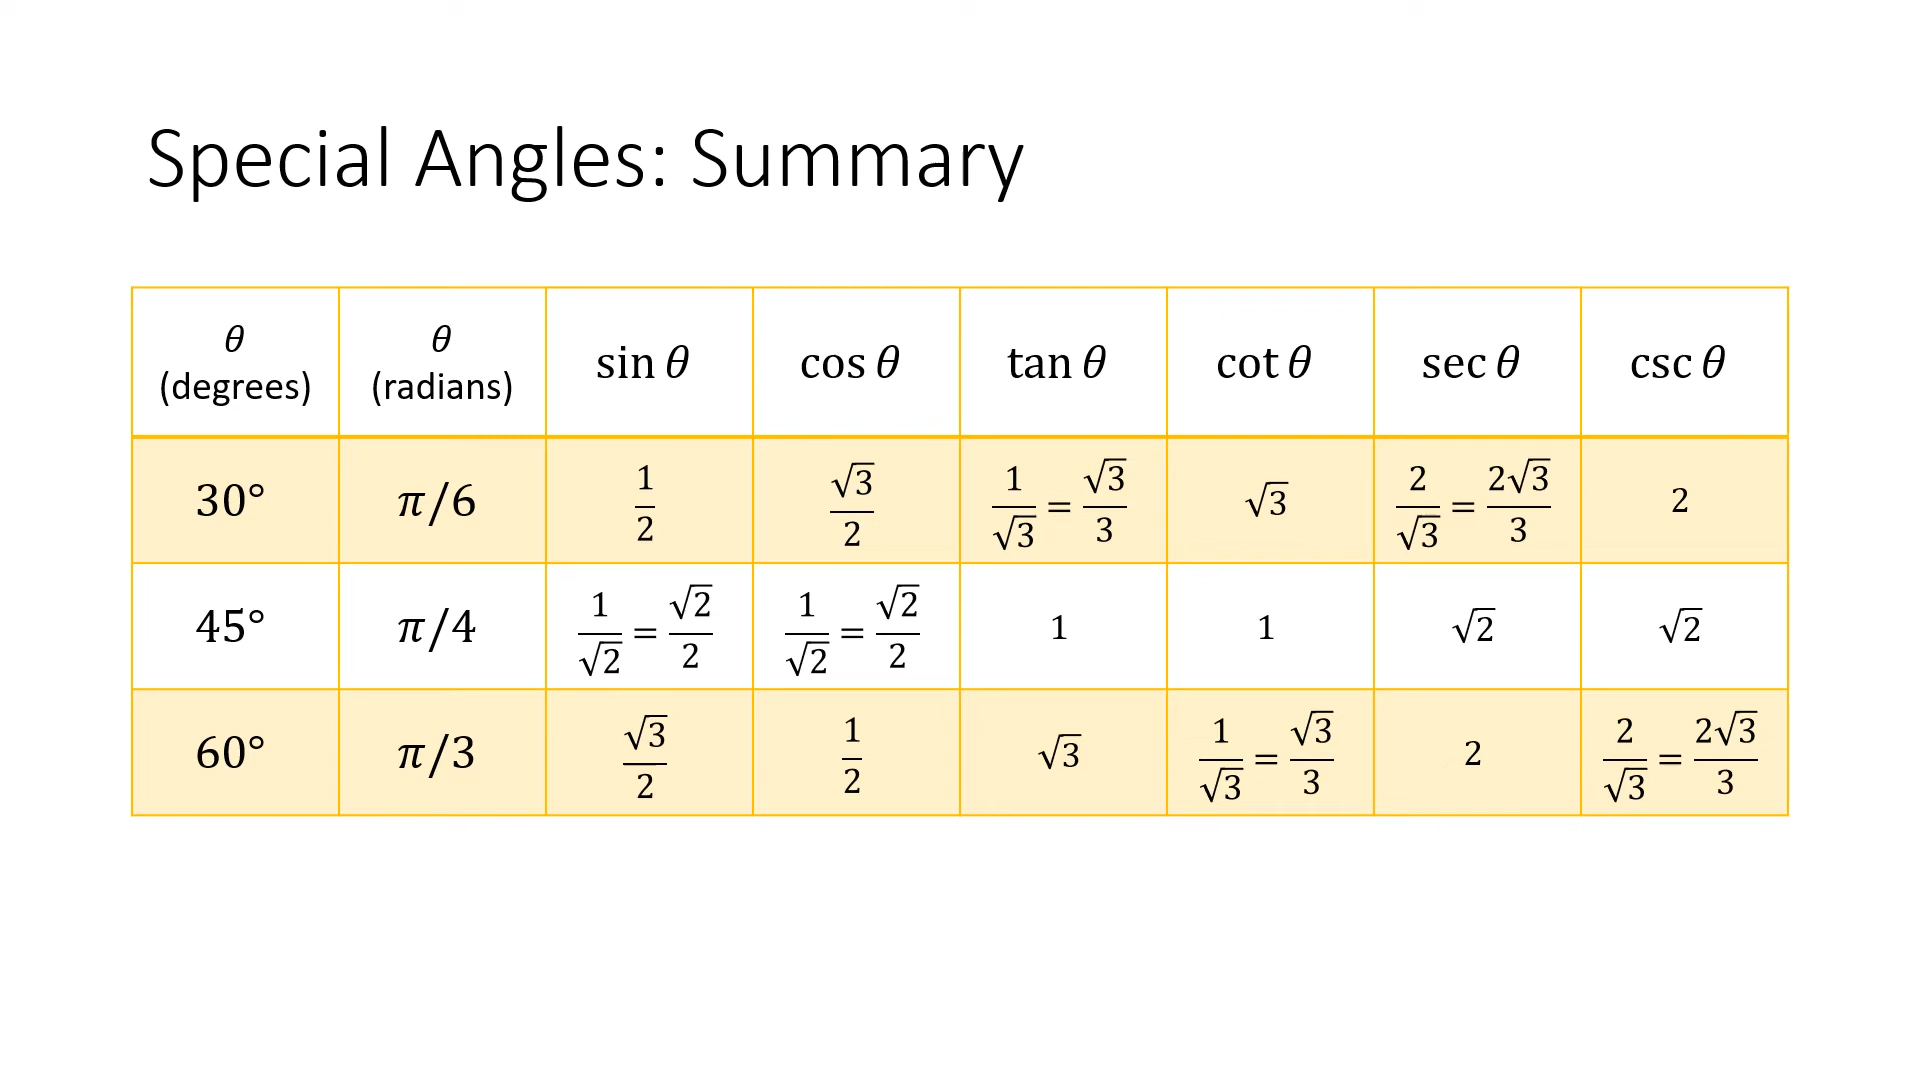 Special Angles: Summary
θ (degrees) θ (radians) sin θ cos θ tan θ cot θ sec θ csc θ
30° π/6 1/2 √3/2 1/√3 = √3/3 √3 2/√3 = 2√3/3 2
45° π/4 1/√2 = √2/2 1/√2 = √2/2 1 1 √2 √2
60° π/3 √3/2 1/2 √3 1/√3 = √3/3 2 2/√3 = 2√3/3